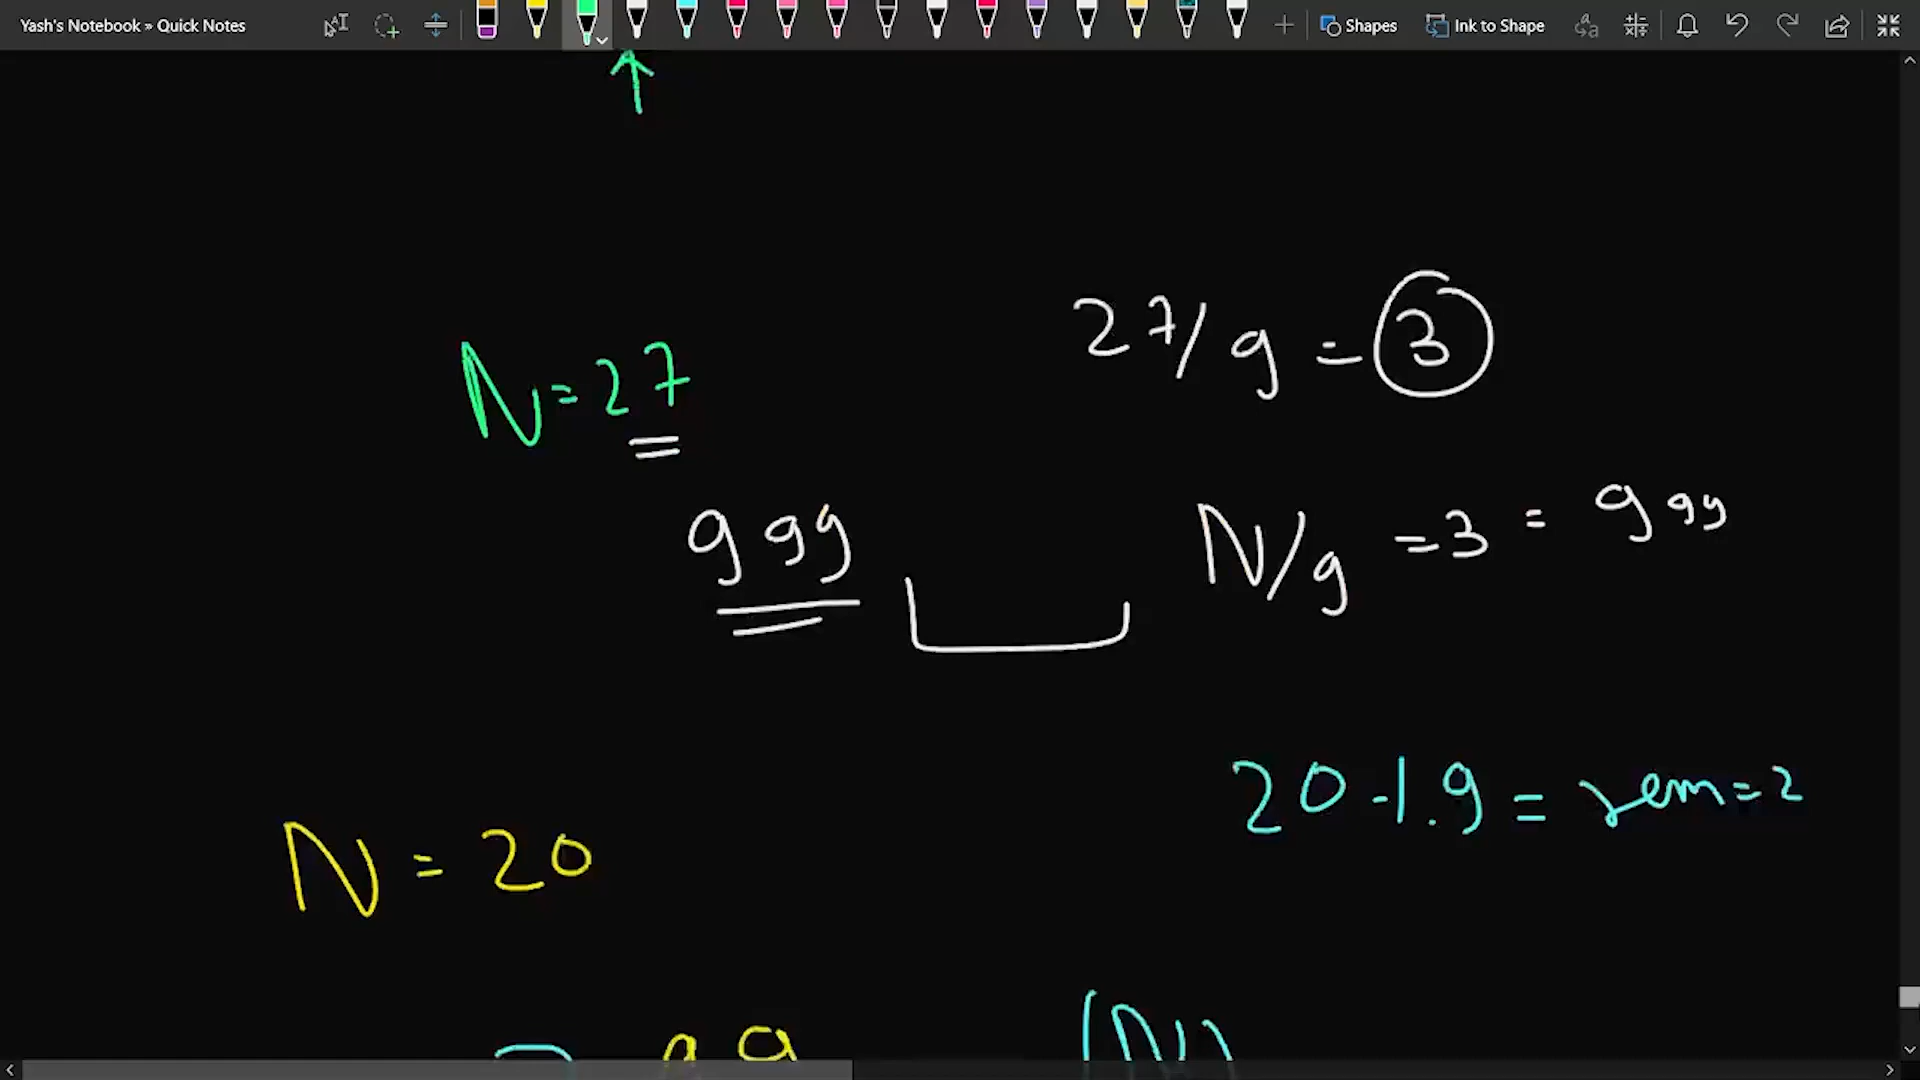 Yash's Notebook » Quick Notes
Shapes
Ink to Shape
27/9 = 3
N=27
999
N/9 =3 = 999
20 % 9 = rem=2
N = 20
99
(N)